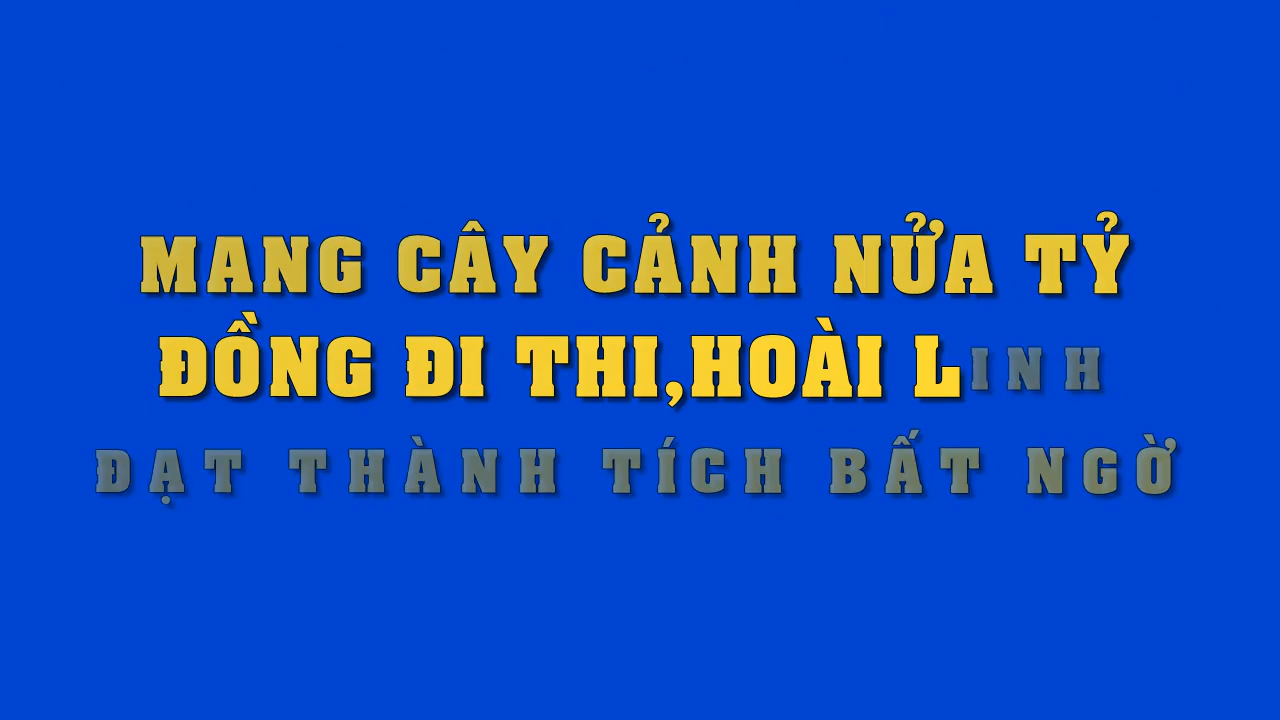 MANG CÂY CẢNH NỬA TỶ
ĐỒNG ĐI THI,HOÀI LINH
ĐẠT THÀNH TÍCH BẤT NGỜ